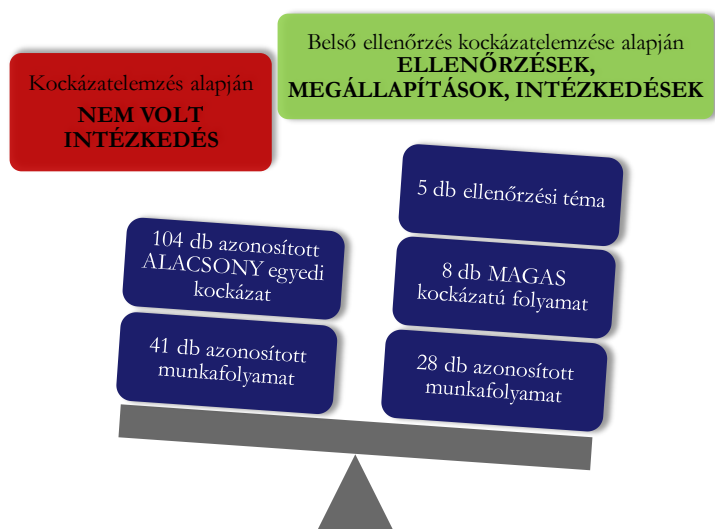 Kockázatelemzés alapján
NEM VOLT
INTÉZKEDÉS
Belső ellenőrzés kockázatelemzése alapján
ELLENŐRZÉSEK,
MEGÁLLAPÍTÁSOK, INTÉZKEDÉSEK
104 db azonosított
ALACSONY egyedi
kockázat
41 db azonosított
munkafolyamat
5 db ellenőrzési téma
8 db MAGAS
kockázatú folyamat
28 db azonosított
munkafolyamat